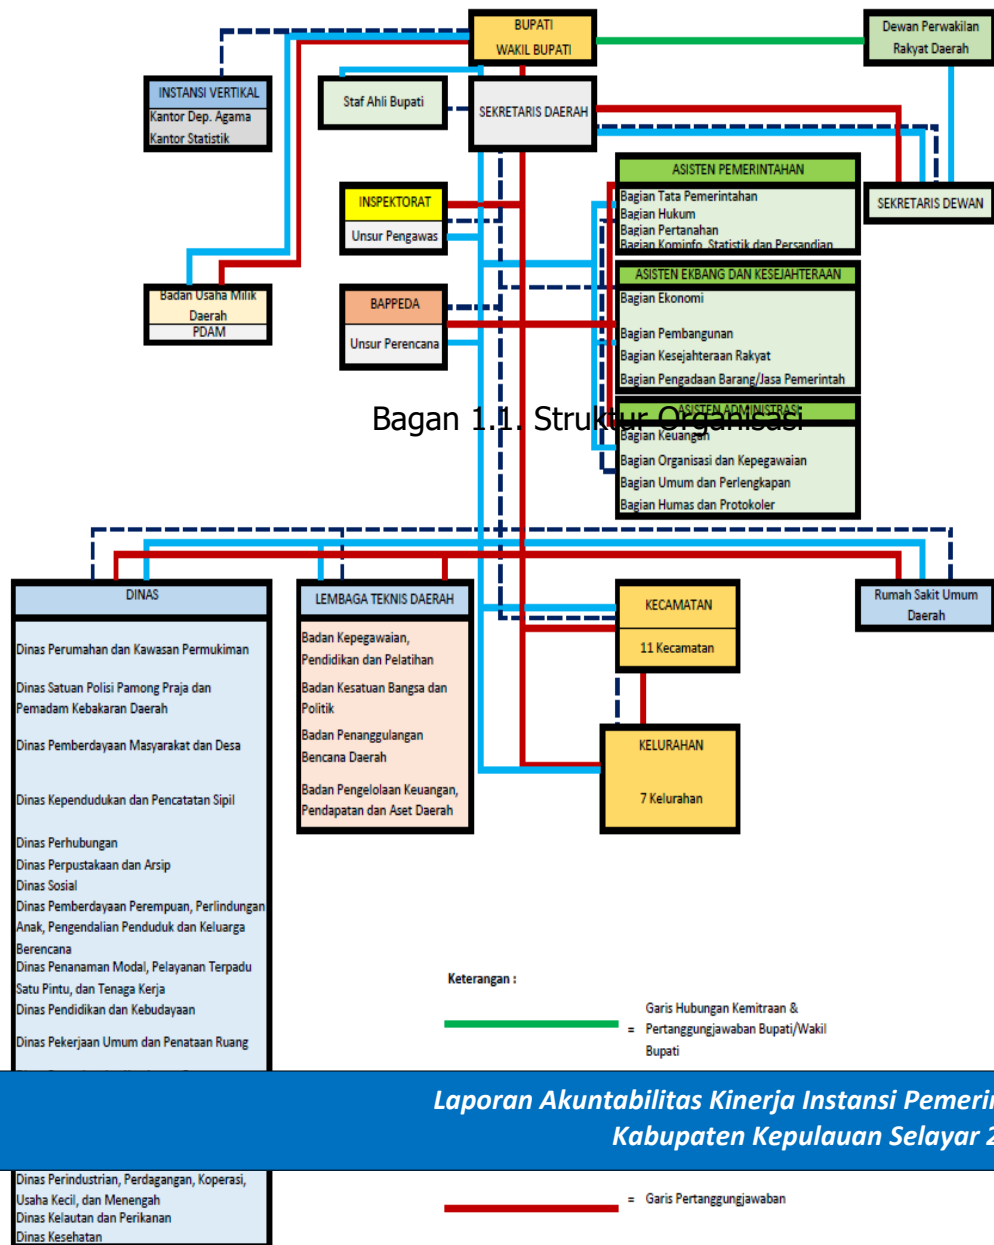 BUPATI
WAKIL BUPATI
Dewan Perwakilan
Rakyat Daerah
INSTANSI VERTIKAL
Kantor Dep. Agama
Kantor Statistik
Staf Ahli Bupati
SEKRETARIS DAERAH
ASISTEN PEMERINTAHAN
Bagian Tata Pemerintahan
Bagian Hukum
Bagian Pertanahan
Bagian Kominfo, Statistik dan Persandian
SEKRETARIS DEWAN
INSPEKTORAT
Unsur Pengawas
ASISTEN EKBANG DAN KESEJAHTERAAN
Bagian Ekonomi
Bagian Pembangunan
Bagian Kesejahteraan Rakyat
Bagian Pengadaan Barang/Jasa Pemerintah
Badan Usaha Milik
Daerah
PDAM
BAPPEDA
Unsur Perencana
Bagan 1.1. Struktur Organisasi
ASISTEN ADMINISTRASI
Bagian Keuangan
Bagian Organisasi dan Kepegawaian
Bagian Umum dan Perlengkapan
Bagian Humas dan Protokoler
DINAS
Dinas Perumahan dan Kawasan Permukiman
Dinas Satuan Polisi Pamong Praja dan
Pemadam Kebakaran Daerah
Dinas Pemberdayaan Masyarakat dan Desa
Dinas Kependudukan dan Pencatatan Sipil
Dinas Perhubungan
Dinas Perpustakaan dan Arsip
Dinas Sosial
Dinas Pemberdayaan Perempuan, Perlindungan
Anak, Pengendalian Penduduk dan Keluarga
Berencana
Dinas Penanaman Modal, Pelayanan Terpadu
Satu Pintu, dan Tenaga Kerja
Dinas Pendidikan dan Kebudayaan
Dinas Pekerjaan Umum dan Penataan Ruang
Dinas Perindustrian, Perdagangan, Koperasi,
Usaha Kecil, dan Menengah
Dinas Kelautan dan Perikanan
Dinas Kesehatan
LEMBAGA TEKNIS DAERAH
Badan Kepegawaian,
Pendidikan dan Pelatihan
Badan Kesatuan Bangsa dan
Politik
Badan Penanggulangan
Bencana Daerah
Badan Pengelolaan Keuangan,
Pendapatan dan Aset Daerah
KECAMATAN
11 Kecamatan
KELURAHAN
7 Kelurahan
Rumah Sakit Umum
Daerah
Keterangan :
Garis Hubungan Kemitraan &
= Pertanggungjawaban Bupati/Wakil
Bupati
Laporan Akuntabilitas Kinerja Instansi Pemerin
Kabupaten Kepulauan Selayar 2
= Garis Pertanggungjawaban